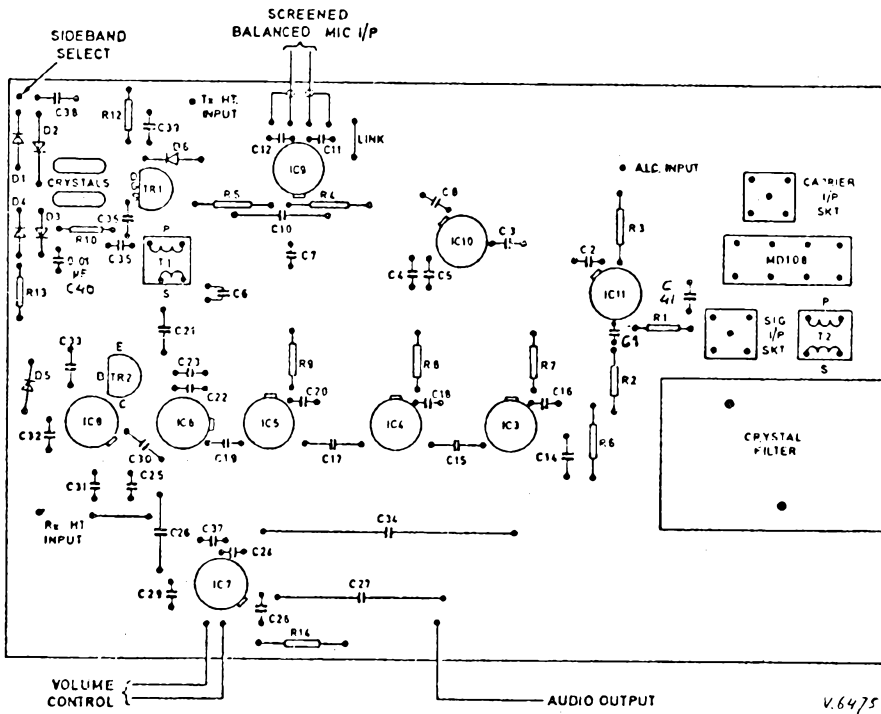 SCREENED
BALANCED MIC I/P
SIDEBAND
SELECT
C38
Tx HT.
INPUT
R12
C39
D2
D6
C12
C11
LINK
IC9
D1
CRYSTALS
TR1
A.L.C. INPUT
CARRIER
I/P
SKT
R5
R4
C8
D4
D3
C35
C10
R3
R10
C35
P
T1
S
C7
IC10
C3
C2
MD108
0.01
μF
C40
C4
C5
IC11
C
41
R13
C6
C1
R1
SIG
I/P
SKT
P
T2
S
C21
C33
E
B
TR2
C
C23
R9
R8
R7
R2
D5
C22
C20
C18
C16
IC8
IC6
IC5
IC4
IC3
R6
CRYSTAL
FILTER
C32
C30
C19
C17
C15
C14
C31
C25
Rx HT
INPUT
C26
C37
C34
C24
C29
IC7
C27
C28
R14
VOLUME
CONTROL
AUDIO OUTPUT
V.6475